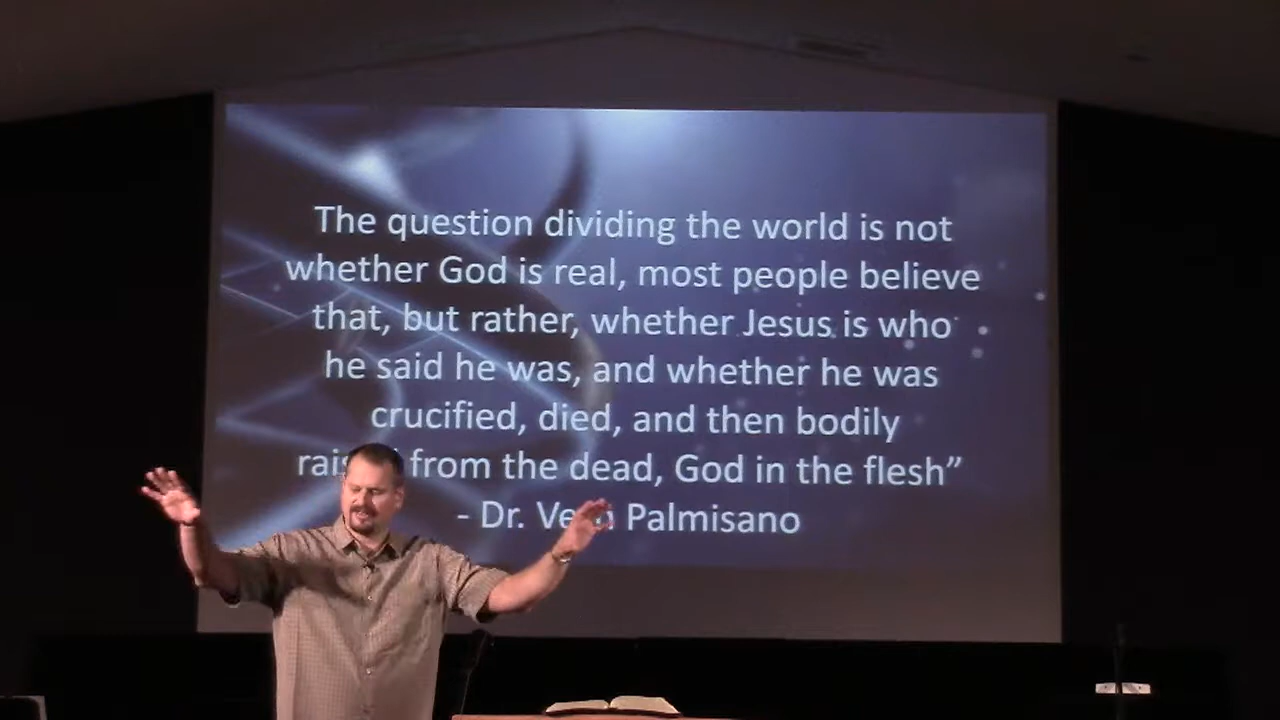 The question dividing the world is not
whether God is real, most people believe
that, but rather, whether Jesus is who
he said he was, and whether he was
crucified, died, and then bodily
from the dead, God in the flesh”
- Dr. Palmisano